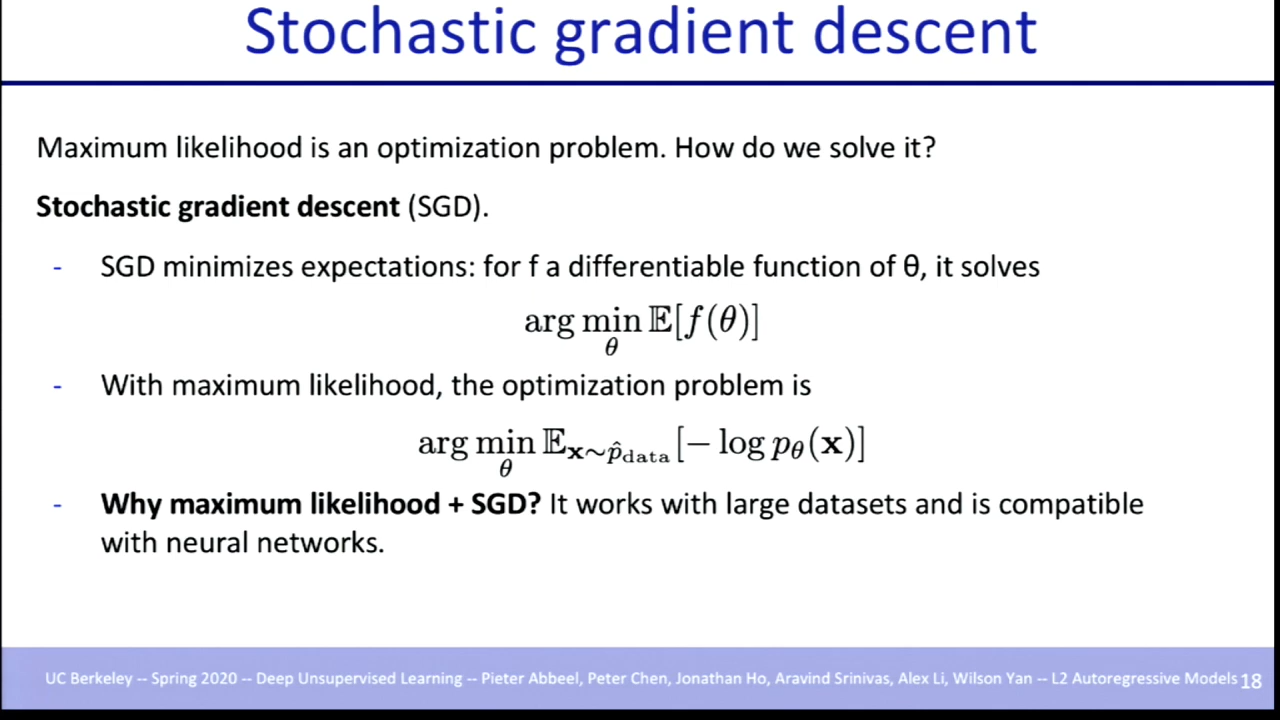 Stochastic gradient descent
Maximum likelihood is an optimization problem. How do we solve it?
Stochastic gradient descent (SGD).
- SGD minimizes expectations: for f a differentiable function of θ, it solves
arg min_θ 𝔼[f(θ)]
- With maximum likelihood, the optimization problem is
arg min_θ 𝔼_{𝐱∼p̂_data} [− log p_θ(𝐱)]
- Why maximum likelihood + SGD? It works with large datasets and is compatible
with neural networks.
UC Berkeley -- Spring 2020 -- Deep Unsupervised Learning -- Pieter Abbeel, Peter Chen, Jonathan Ho, Aravind Srinivas, Alex Li, Wilson Yan -- L2 Autoregressive Models 18